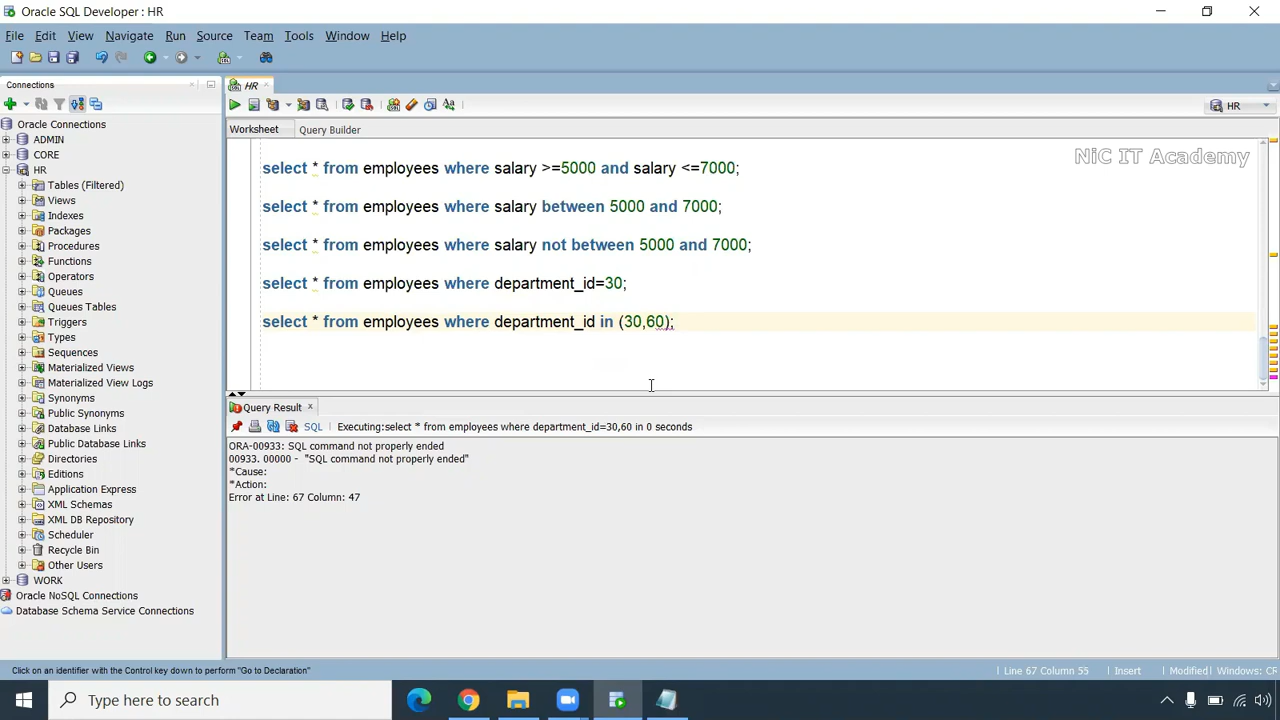 Oracle SQL Developer : HR
File Edit View Navigate Run Source Team Tools Window Help
Connections
HR
HR
Worksheet Query Builder
Oracle Connections
ADMIN
CORE
HR
Tables (Filtered)
Views
Indexes
Packages
Procedures
Functions
Operators
Queues
Queues Tables
Triggers
Types
Sequences
Materialized Views
Materialized View Logs
Synonyms
Public Synonyms
Database Links
Public Database Links
Directories
Editions
Application Express
XML Schemas
XML DB Repository
Scheduler
Recycle Bin
Other Users
WORK
Oracle NoSQL Connections
Database Schema Service Connections
NiC IT Academy
select * from employees where salary >=5000 and salary <=7000;
select * from employees where salary between 5000 and 7000;
select * from employees where salary not between 5000 and 7000;
select * from employees where department_id=30;
select * from employees where department_id in (30,60);
Query Result
SQL Executing:select * from employees where department_id=30,60 in 0 seconds
ORA-00933: SQL command not properly ended
00933. 00000 - "SQL command not properly ended"
*Cause:
*Action:
Error at Line: 67 Column: 47
Click on an identifier with the Control key down to perform "Go to Declaration"
Line 67 Column 55 Insert Modified Windows: CR
Type here to search